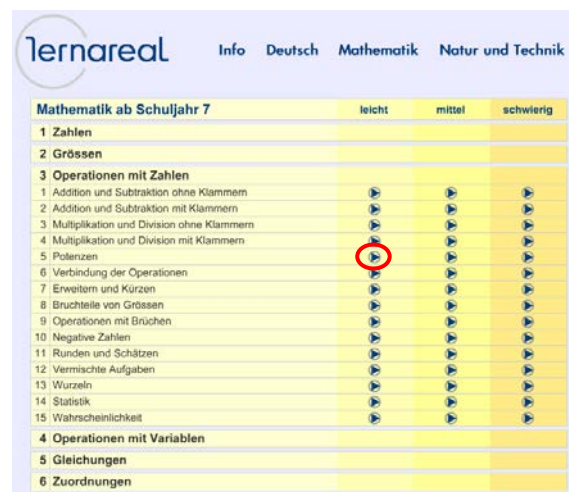 lernareal Info Deutsch Mathematik Natur und Technik
Mathematik ab Schuljahr 7 leicht mittel schwierig
1 Zahlen
2 Grössen
3 Operationen mit Zahlen
1 Addition und Subtraktion ohne Klammern
2 Addition und Subtraktion mit Klammern
3 Multiplikation und Division ohne Klammern
4 Multiplikation und Division mit Klammern
5 Potenzen
6 Verbindung der Operationen
7 Erweitern und Kürzen
8 Bruchteile von Grössen
9 Operationen mit Brüchen
10 Negative Zahlen
11 Runden und Schätzen
12 Vermischte Aufgaben
13 Wurzeln
14 Statistik
15 Wahrscheinlichkeit
4 Operationen mit Variablen
5 Gleichungen
6 Zuordnungen